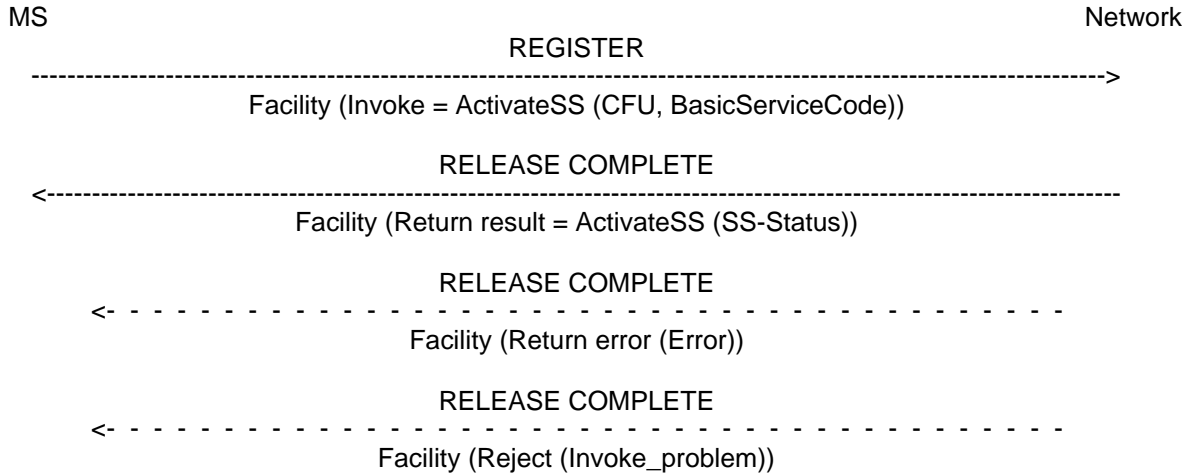 MS Network
REGISTER
Facility (Invoke = ActivateSS (CFU, BasicServiceCode))
RELEASE COMPLETE
Facility (Return result = ActivateSS (SS-Status))
RELEASE COMPLETE
Facility (Return error (Error))
RELEASE COMPLETE
Facility (Reject (Invoke_problem))